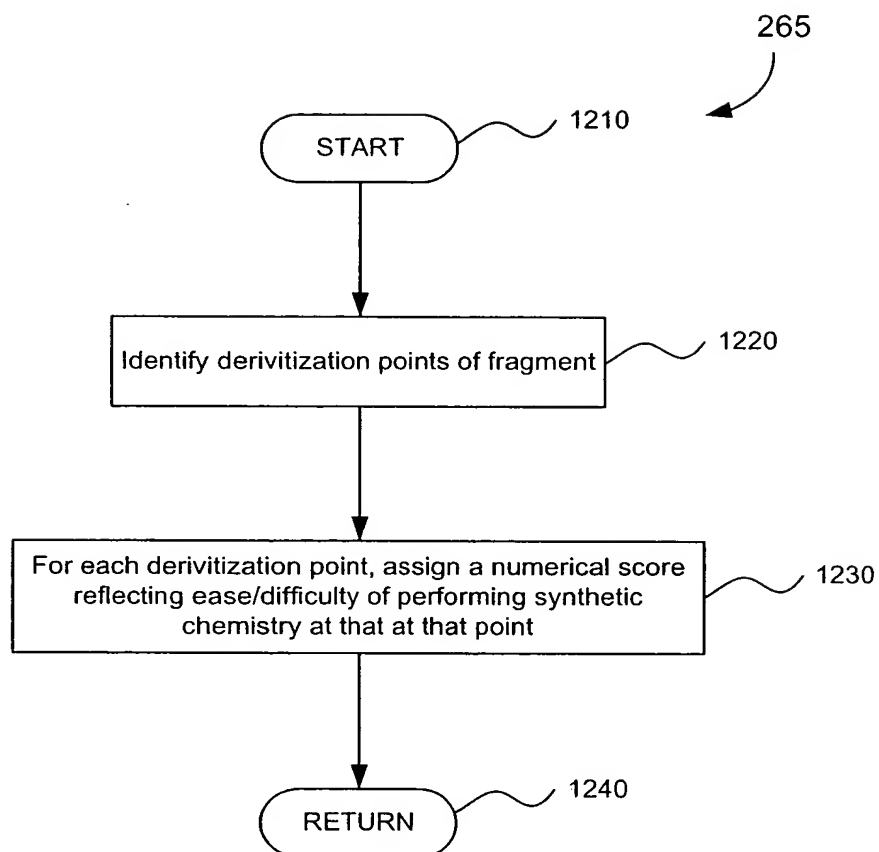 265
START
1210
Identify derivitization points of fragment
1220
For each derivitization point, assign a numerical score
reflecting ease/difficulty of performing synthetic
chemistry at that at that point
1230
RETURN
1240